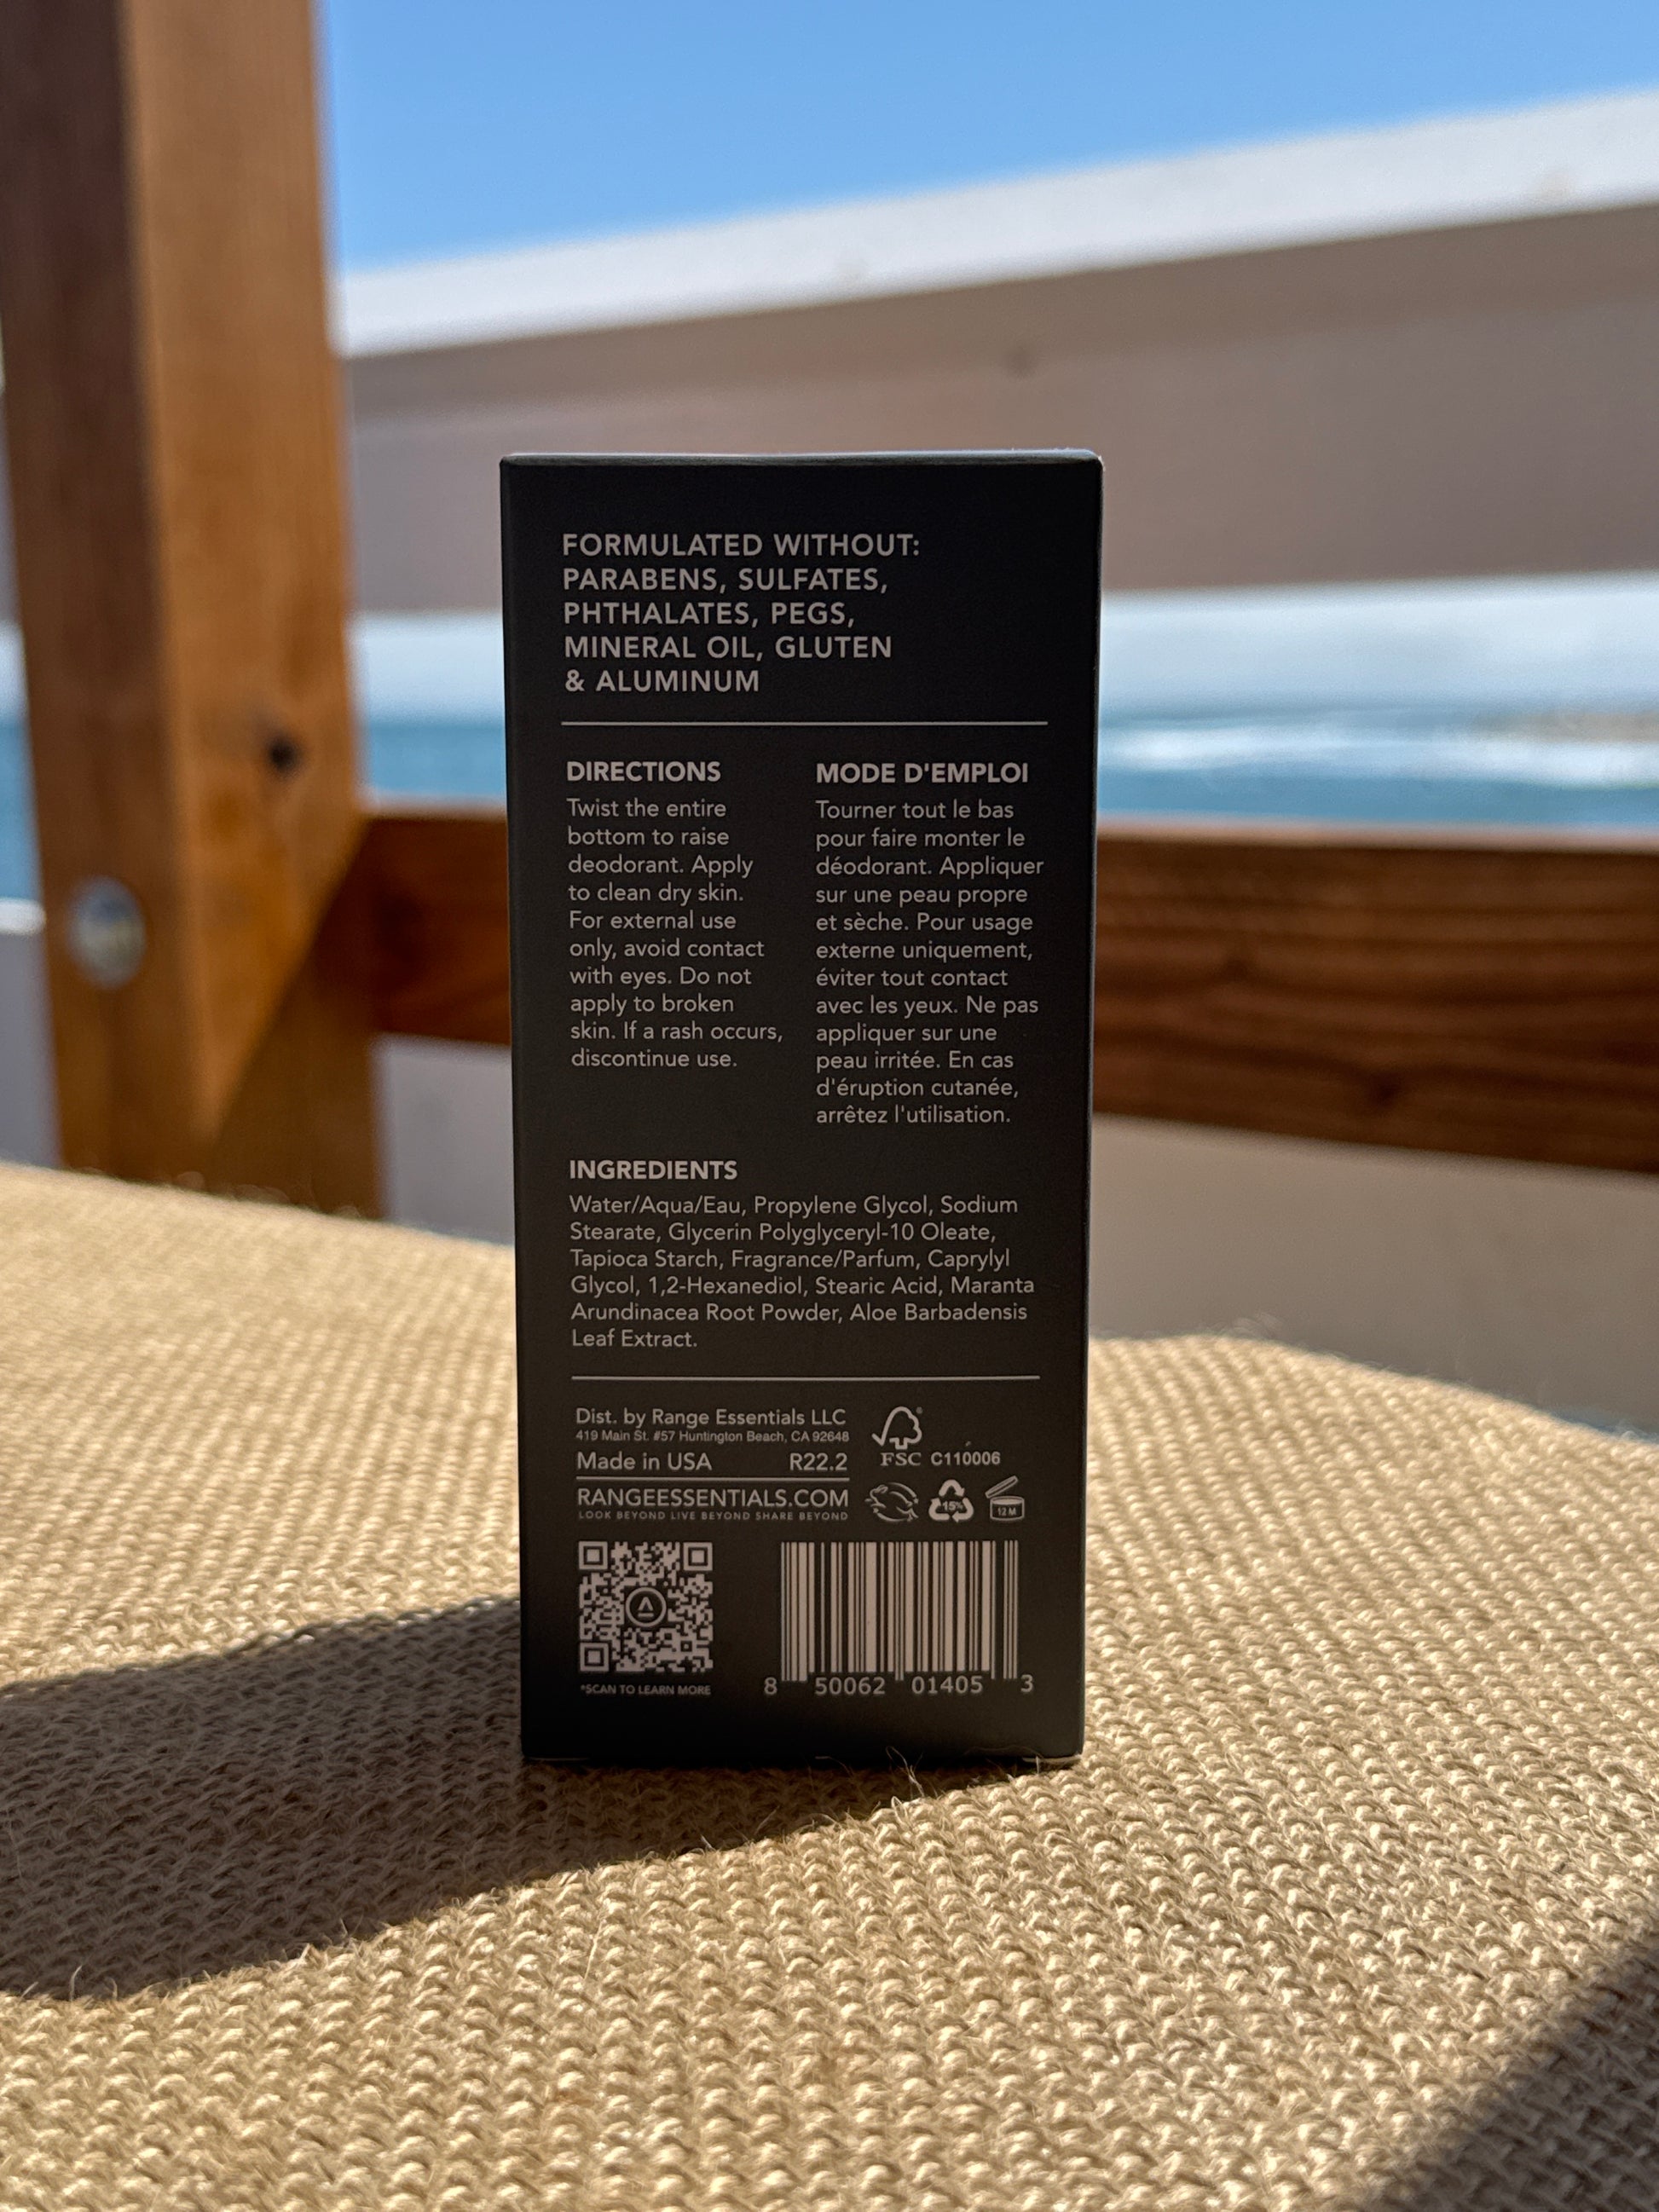 FORMULATED WITHOUT:
PARABENS, SULFATES,
PHTHALATES, PEGS,
MINERAL OIL, GLUTEN
& ALUMINUM
DIRECTIONS
Twist the entire
bottom to raise
deodorant. Apply
to clean dry skin.
For external use
only, avoid contact
with eyes. Do not
apply to broken
skin. If a rash occurs,
discontinue use.
MODE D'EMPLOI
Tourner tout le bas
pour faire monter le
déodorant. Appliquer
sur une peau propre
et sèche. Pour usage
externe uniquement,
éviter tout contact
avec les yeux. Ne pas
appliquer sur une
peau irritée. En cas
d'éruption cutanée,
arrêtez l'utilisation.
INGREDIENTS
Water/Aqua/Eau, Propylene Glycol, Sodium
Stearate, Glycerin Polyglyceryl-10 Oleate,
Tapioca Starch, Fragrance/Parfum, Caprylyl
Glycol, 1,2-Hexanediol, Stearic Acid, Maranta
Arundinacea Root Powder, Aloe Barbadensis
Leaf Extract.
Dist. by Range Essentials LLC
419 Main St. #57 Huntington Beach, CA 92648
Made in USA R22.2
FSC C110006
RANGEESSENTIALS.COM
LOOK BEYOND LIVE BEYOND SHARE BEYOND
15%
12 M
*SCAN TO LEARN MORE
8 50062 01405 3